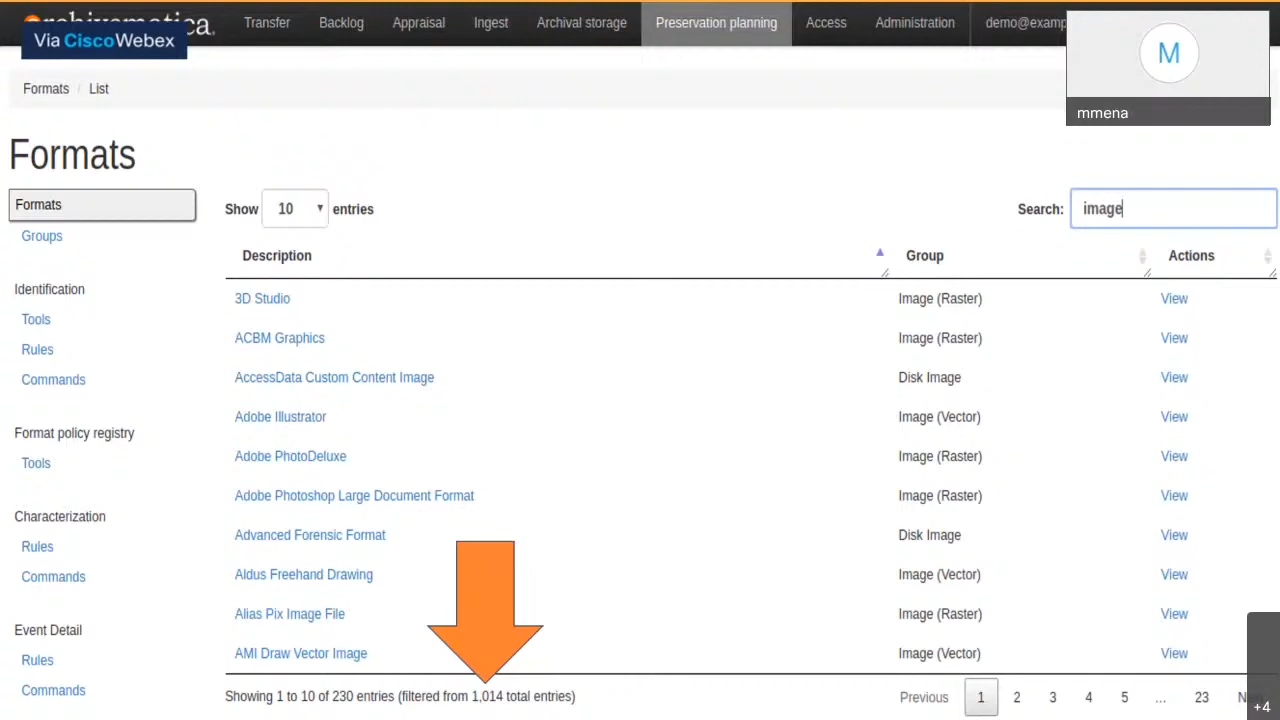 Transfer Backlog Appraisal Ingest Archival storage Preservation planning Access Administration
Via CiscoWebex
M
mmena
Formats / List
Formats
Formats
Groups
Identification
Tools
Rules
Commands
Format policy registry
Tools
Characterization
Rules
Commands
Event Detail
Rules
Commands
Show 10 entries
Search: image
Description Group Actions
3D Studio Image (Raster) View
ACBM Graphics Image (Raster) View
AccessData Custom Content Image Disk Image View
Adobe Illustrator Image (Vector) View
Adobe PhotoDeluxe Image (Raster) View
Adobe Photoshop Large Document Format Image (Raster) View
Advanced Forensic Format Disk Image View
Aldus Freehand Drawing Image (Vector) View
Alias Pix Image File Image (Raster) View
AMI Draw Vector Image Image (Vector) View
Showing 1 to 10 of 230 entries (filtered from 1,014 total entries)
Previous 1 2 3 4 5 ... 23
+4